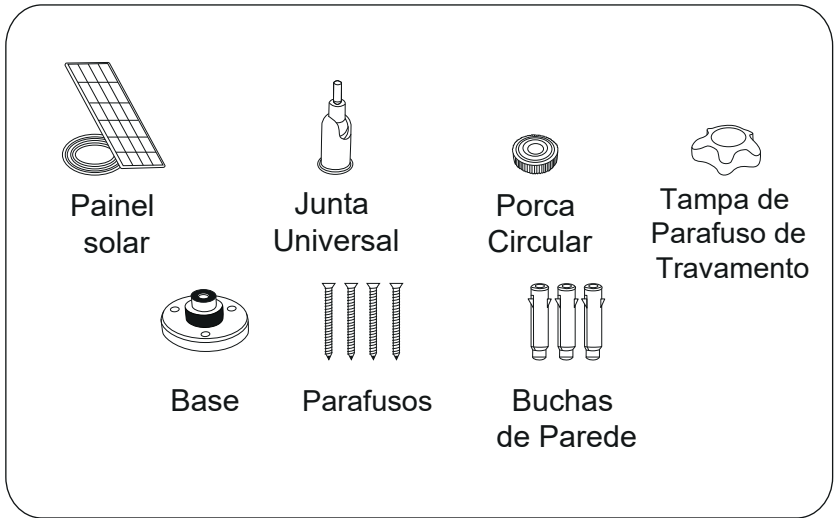 Painel
solar
Junta
Universal
Porca
Circular
Tampa de
Parafuso de
Travamento
Base
Parafusos
Buchas
de Parede